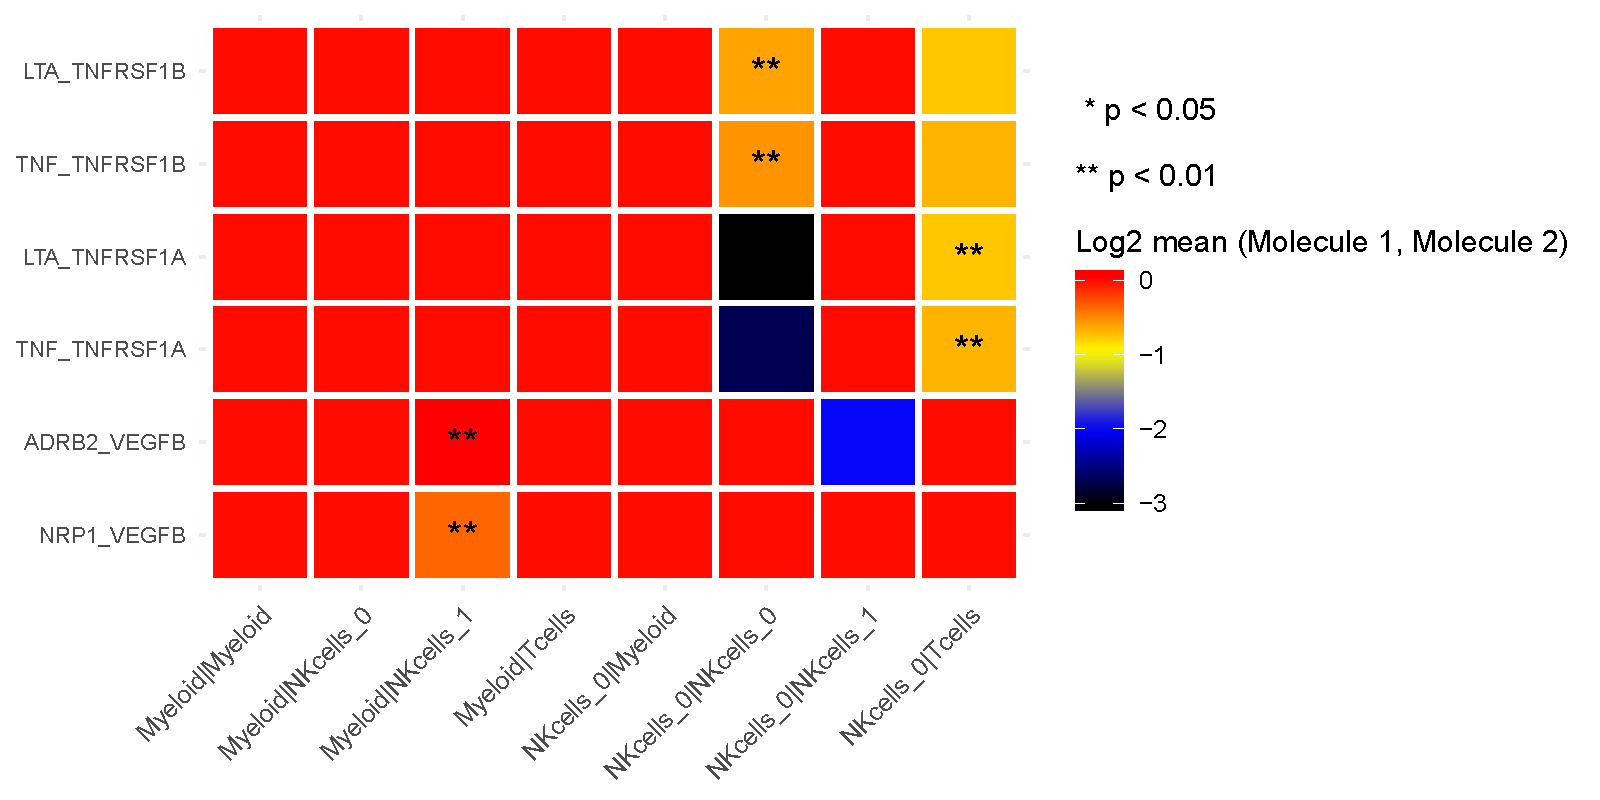 LTA_TNFRSF1B
TNF_TNFRSF1B
LTA_TNFRSF1A
TNF_TNFRSF1A
ADRB2_VEGFB
NRP1_VEGFB
**
**
**
**
**
**
Myeloid|Myeloid
Myeloid|NKcells_0
Myeloid|NKcells_1
Myeloid|Tcells
NKcells_0|Myeloid
NKcells_0|NKcells_0
NKcells_0|NKcells_1
NKcells_0|Tcells
* p < 0.05
** p < 0.01
Log2 mean (Molecule 1, Molecule 2)
0
−1
−2
−3